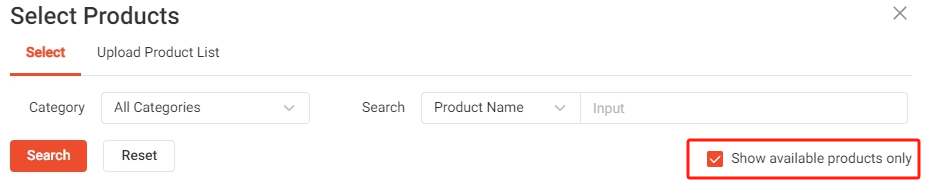 Select Products
Select Upload Product List
Category All Categories Search Product Name Input
Search Reset Show available products only